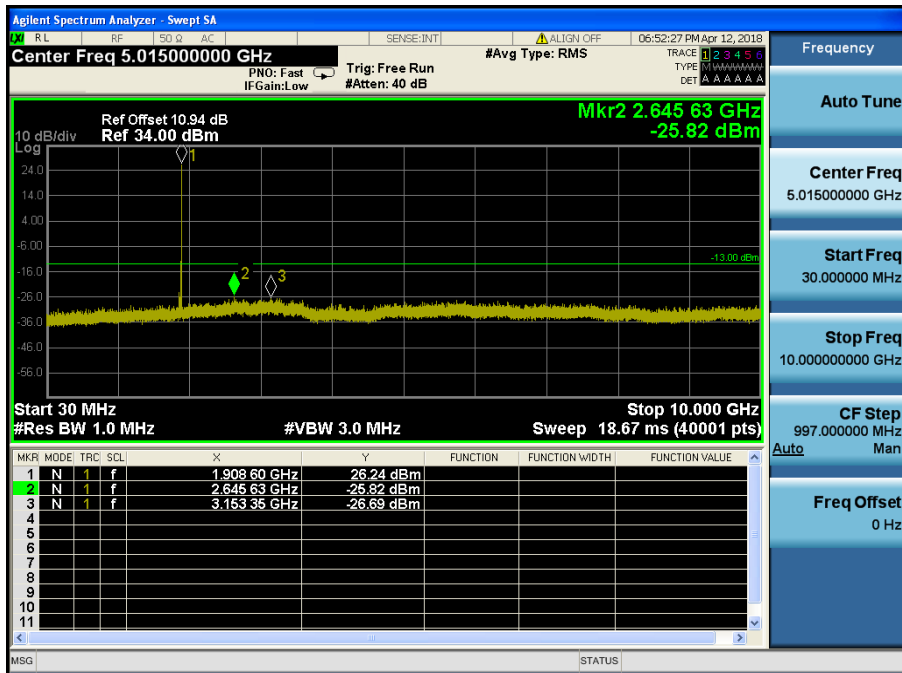 Agilent Spectrum Analyzer - Swept SA
LXI RL RF 50 Ω AC SENSE:INT ALIGN OFF 06:52:27 PM Apr 12, 2018
Center Freq 5.015000000 GHz #Avg Type: RMS TRACE 1 2 3 4 5 6
PNO: Fast Trig: Free Run TYPE M WWWWW
IFGain:Low #Atten: 40 dB DET A A A A A A
Frequency
Mkr2 2.645 63 GHz
-25.82 dBm
Ref Offset 10.94 dB
10 dB/div Ref 34.00 dBm
Log
1
24.0
14.0
4.00
-6.00
-13.00 dBm
-16.0
2
3
-26.0
-36.0
-46.0
-56.0
Start 30 MHz Stop 10.000 GHz
#Res BW 1.0 MHz #VBW 3.0 MHz Sweep 18.67 ms (40001 pts)
MKR MODE TRC SCL X Y FUNCTION FUNCTION WIDTH FUNCTION VALUE
1 N 1 f 1.908 60 GHz 26.24 dBm
2 N 1 f 2.645 63 GHz -25.82 dBm
3 N 1 f 3.153 35 GHz -26.69 dBm
4
5
6
7
8
9
10
11
MSG STATUS
Auto Tune
Center Freq
5.015000000 GHz
Start Freq
30.000000 MHz
Stop Freq
10.000000000 GHz
CF Step
997.000000 MHz
Auto Man
Freq Offset
0 Hz